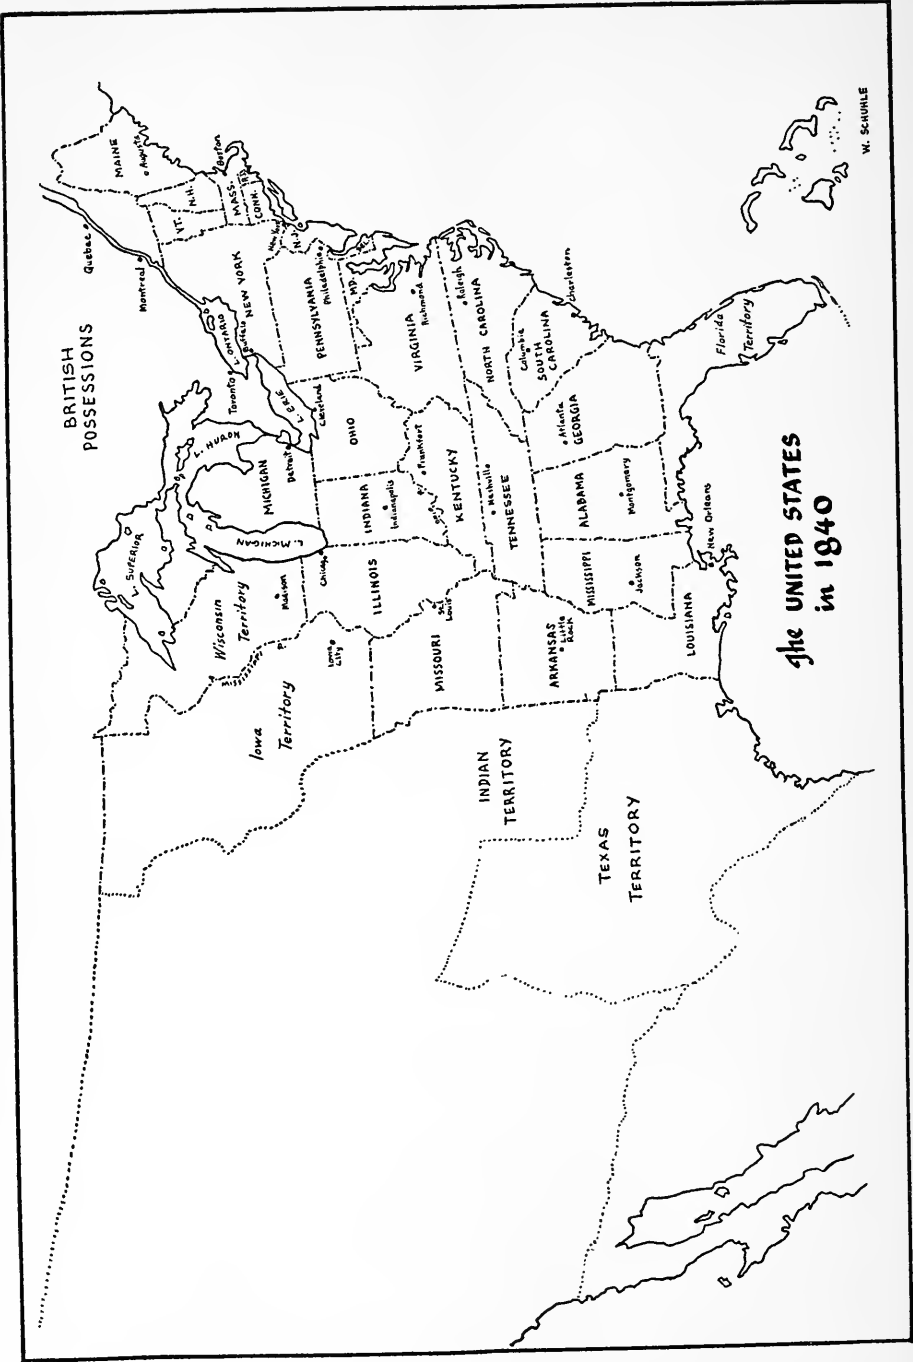 BRITISH
POSSESSIONS
Quebec
Montreal
Toronto
L. SUPERIOR
L. HURON
L. MICHIGAN
L. ERIE
L. ONTARIO
MAINE
Augusta
N.H.
VT.
MASS.
Boston
R.I.
CONN.
NEW YORK
Buffalo
New York
N.J.
PENNSYLVANIA
Philadelphia
MD.
VIRGINIA
Richmond
NORTH CAROLINA
Raleigh
SOUTH
CAROLINA
Columbia
Charleston
GEORGIA
Atlanta
Florida
Territory
ALABAMA
Montgomery
MISSISSIPPI
Jackson
LOUISIANA
New Orleans
TENNESSEE
Nashville
KENTUCKY
Frankfort
OHIO
Cleveland
INDIANA
Indianapolis
ILLINOIS
Chicago
MICHIGAN
Detroit
Wisconsin
Territory
Madison
Iowa
Territory
Iowa
City
MISSOURI
St.
Louis
ARKANSAS
Little
Rock
INDIAN
TERRITORY
TEXAS
TERRITORY
The UNITED STATES
in 1840
W. SCHUHLE